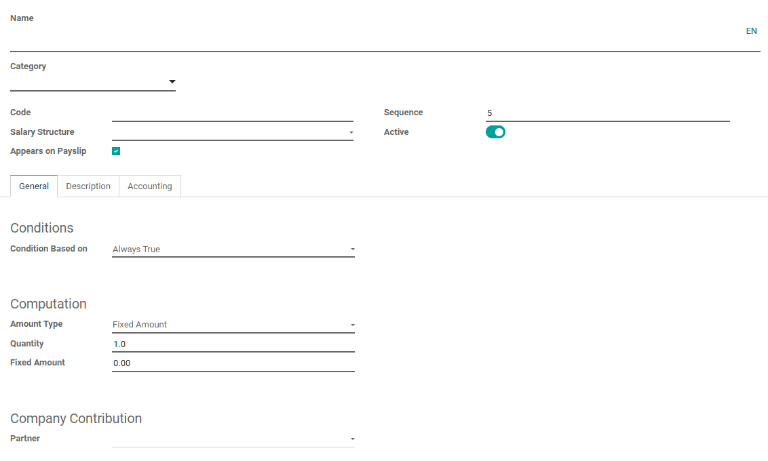 Name
EN
Category
Code
Sequence 5
Salary Structure
Active
Appears on Payslip
General Description Accounting
Conditions
Condition Based on Always True
Computation
Amount Type Fixed Amount
Quantity 1.0
Fixed Amount 0.00
Company Contribution
Partner